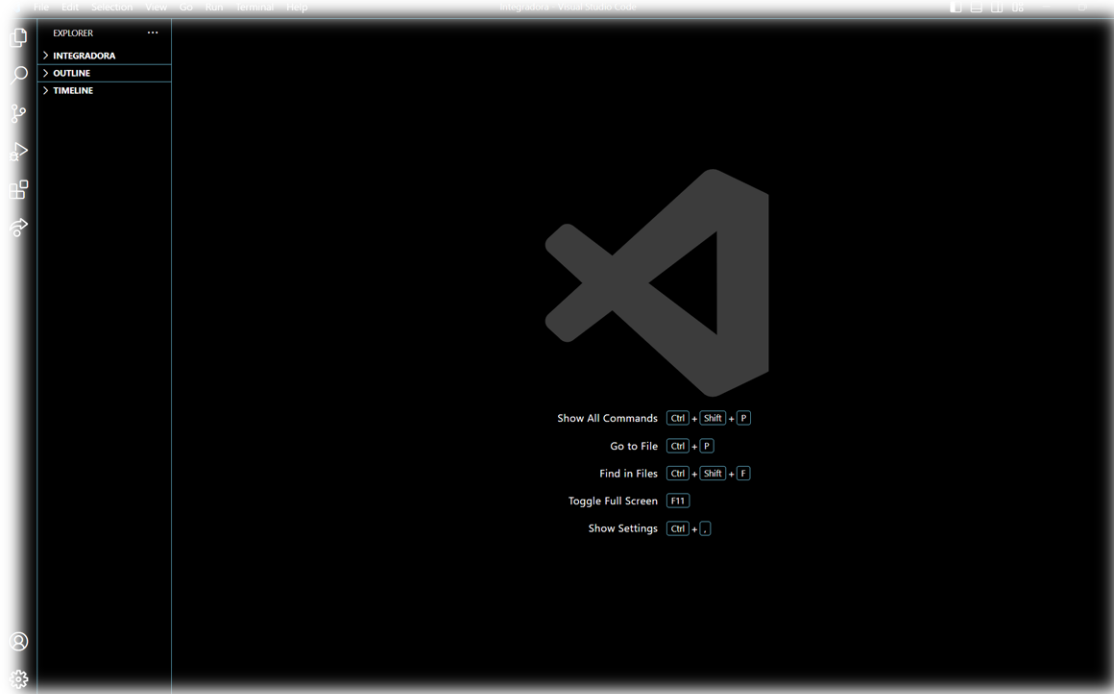 File Edit Selection View Go Run Terminal Help
Integradora - Visual Studio Code
EXPLORER
INTEGRADORA
OUTLINE
TIMELINE
Show All Commands Ctrl + Shift + P
Go to File Ctrl + P
Find in Files Ctrl + Shift + F
Toggle Full Screen F11
Show Settings Ctrl + ,